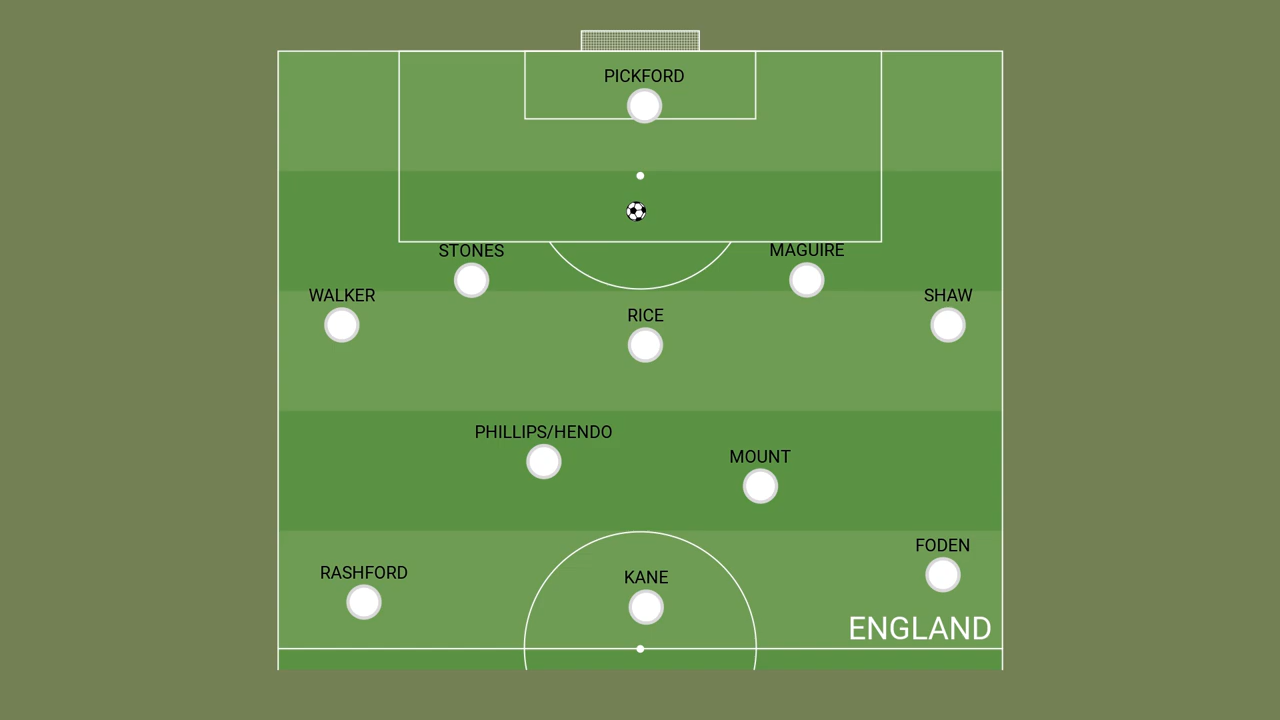 PICKFORD
STONES
MAGUIRE
WALKER
SHAW
RICE
PHILLIPS/HENDO
MOUNT
FODEN
RASHFORD
KANE
ENGLAND